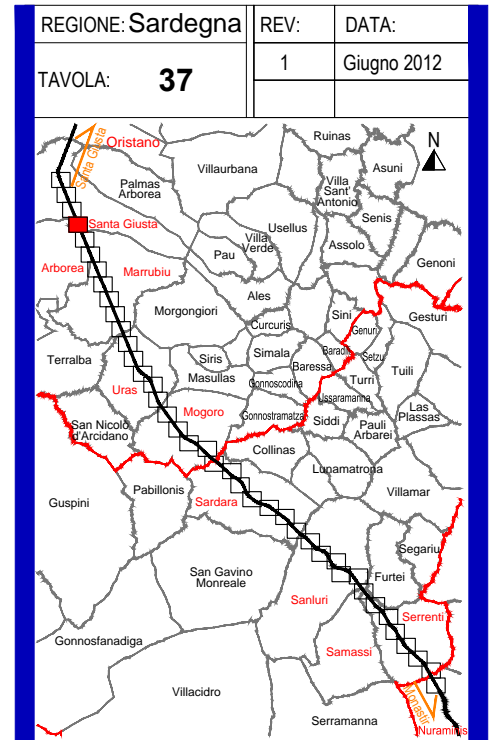 REGIONE: Sardegna REV: DATA:
TAVOLA: 37 1 Giugno 2012
Ruinas
N
Oristano
Santa Giusta
Villaurbana
Asuni
Palmas
Arborea
Villa
Sant'
Antonio
Senis
Santa Giusta
Usellus
Villa
Verde
Assolo
Pau
Genoni
Arborea
Marrubiu
Ales
Morgongiori
Sini
Gesturi
Curcuris
Genuri
Terralba
Siris
Simala
Baradili
Setzu
Masullas
Baressa
Tuili
Uras
Gonnoscodina
Turri
Ussaramanna
Mogoro
Gonnostramatza
Siddi
Las
Plassas
San Nicolò
d'Arcidano
Pauli
Arbarei
Collinas
Lunamatrona
Pabillonis
Villamar
Guspini
Sardara
Segariu
San Gavino
Monreale
Furtei
Sanluri
Serrenti
Gonnosfanadiga
Samassi
Villacidro
Monastir
Serramanna
Nuraminis